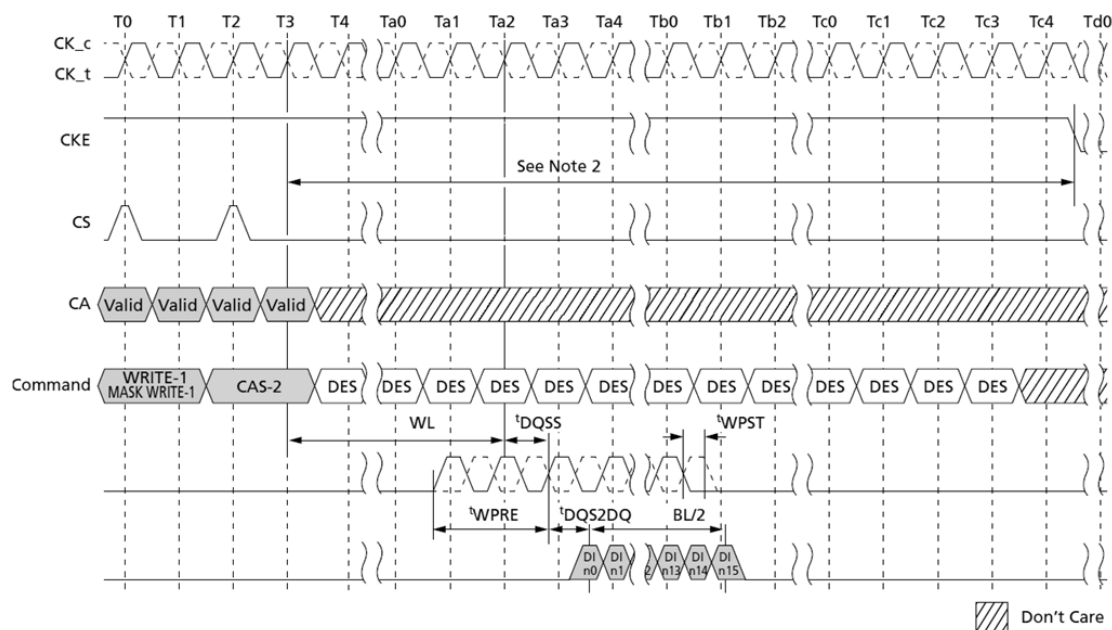 T0 T1 T2 T3 T4 Ta0 Ta1 Ta2 Ta3 Ta4 Tb0 Tb1 Tb2 Tc0 Tc1 Tc2 Tc3 Tc4 Td0
CK_c
CK_t
CKE
See Note 2
CS
CA Valid Valid Valid Valid
Command WRITE-1 MASK WRITE-1 CAS-2 DES DES DES DES DES DES DES DES DES DES DES DES DES
WL tDQSS tWPST
tWPRE tDQS2DQ BL/2
DI n0 DI n1 2 DI n13 DI n14 DI n15
Don't Care